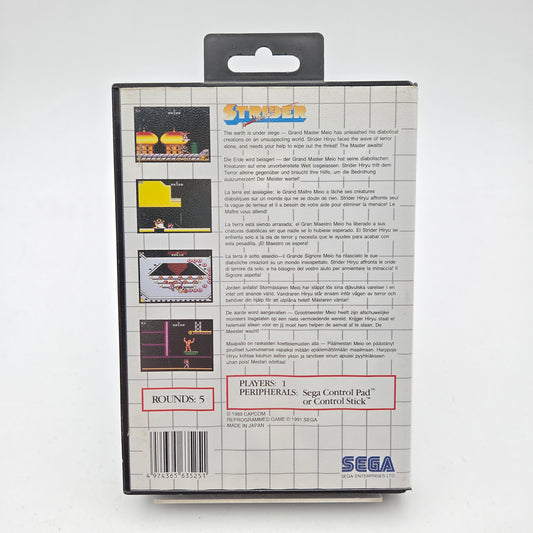 STRIDER
The earth is under siege — Grand Master Meio has unleashed his diabolical
creations on an unsuspecting world. Strider Hiryu faces the wave of terror
alone, and needs your help to wipe out the threat! The Master awaits!
Die Erde wird belagert — der Grand Master Meio hat seine diabolischen
Kreaturen auf eine unvorbereitete Welt losgelassen. Strider Hiryu tritt dem
Terror alleine gegenüber und braucht Ihre Hilfe, um die Bedrohung
auszumerzen! Der Meister wartet!
La terre est assiégée: le Grand Maître Meio a lâché ses créatures
diaboliques sur un monde qui ne se doute de rien. Strider Hiryu affronte seul
la vague de terreur et il a besoin de votre aide pour éliminer la menace! Le
Maître vous attend!
La tierra está siendo arrasada; el Gran Maestro Meio ha liberado a sus
criaturas diabólicas sin que nadie se lo hubiese esperado. El Strider Hiryu se
enfrenta solo a la ola de terror y necesita que le ayudes para acabar con
esta pesadilla. ¡El Maestro os espera!
La terra è sotto assedio — il Grande Signore Meio ha rilasciato le sue
diaboliche creazioni su un mondo insospettato. Strider Hiryu affronta le onde
di terrore da solo, e ha bisogno del vostro aiuto per annientare la minaccia! Il
Signore aspetta!
Jorden anfalls! Stormästaren Meio har släppt lös sina djävulska varelser i en
intet ont anande värld. Vandraren Hiryu står ensam inför vågen av terror och
behöver din hjälp för att utplåna hotet! Mästaren väntar!
De aarde wordt aangevallen — Grootmeester Meio heeft zijn afschuwelijke
monsters losgelaten op een niets vermoedende wereld. Krijger Hiryu staat er
helemaal alleen voor en jij moet hem helpen de aanval af te slaan. De
Meester wacht!
Maapallo on raskaiden koettelemusten alla — Päämestari Meio on päästänyt
pirulliset luomuksensa vapaiksi mitään epäilemättömään maailmaan. Harppoja
Hiryu kohtaa kauhun aallon yksin ja tarvitsee sinun apuasi pyyhkiäkseen
uhan pois! Mestari odottaa!
ROUNDS: 5
PLAYERS: 1
PERIPHERALS: Sega Control Pad™
or Control Stick™
© 1989 CAPCOM
REPROGRAMMED GAME © 1991 SEGA
MADE IN JAPAN
4 974365 635251
SEGA
SEGA ENTERPRISES LTD.